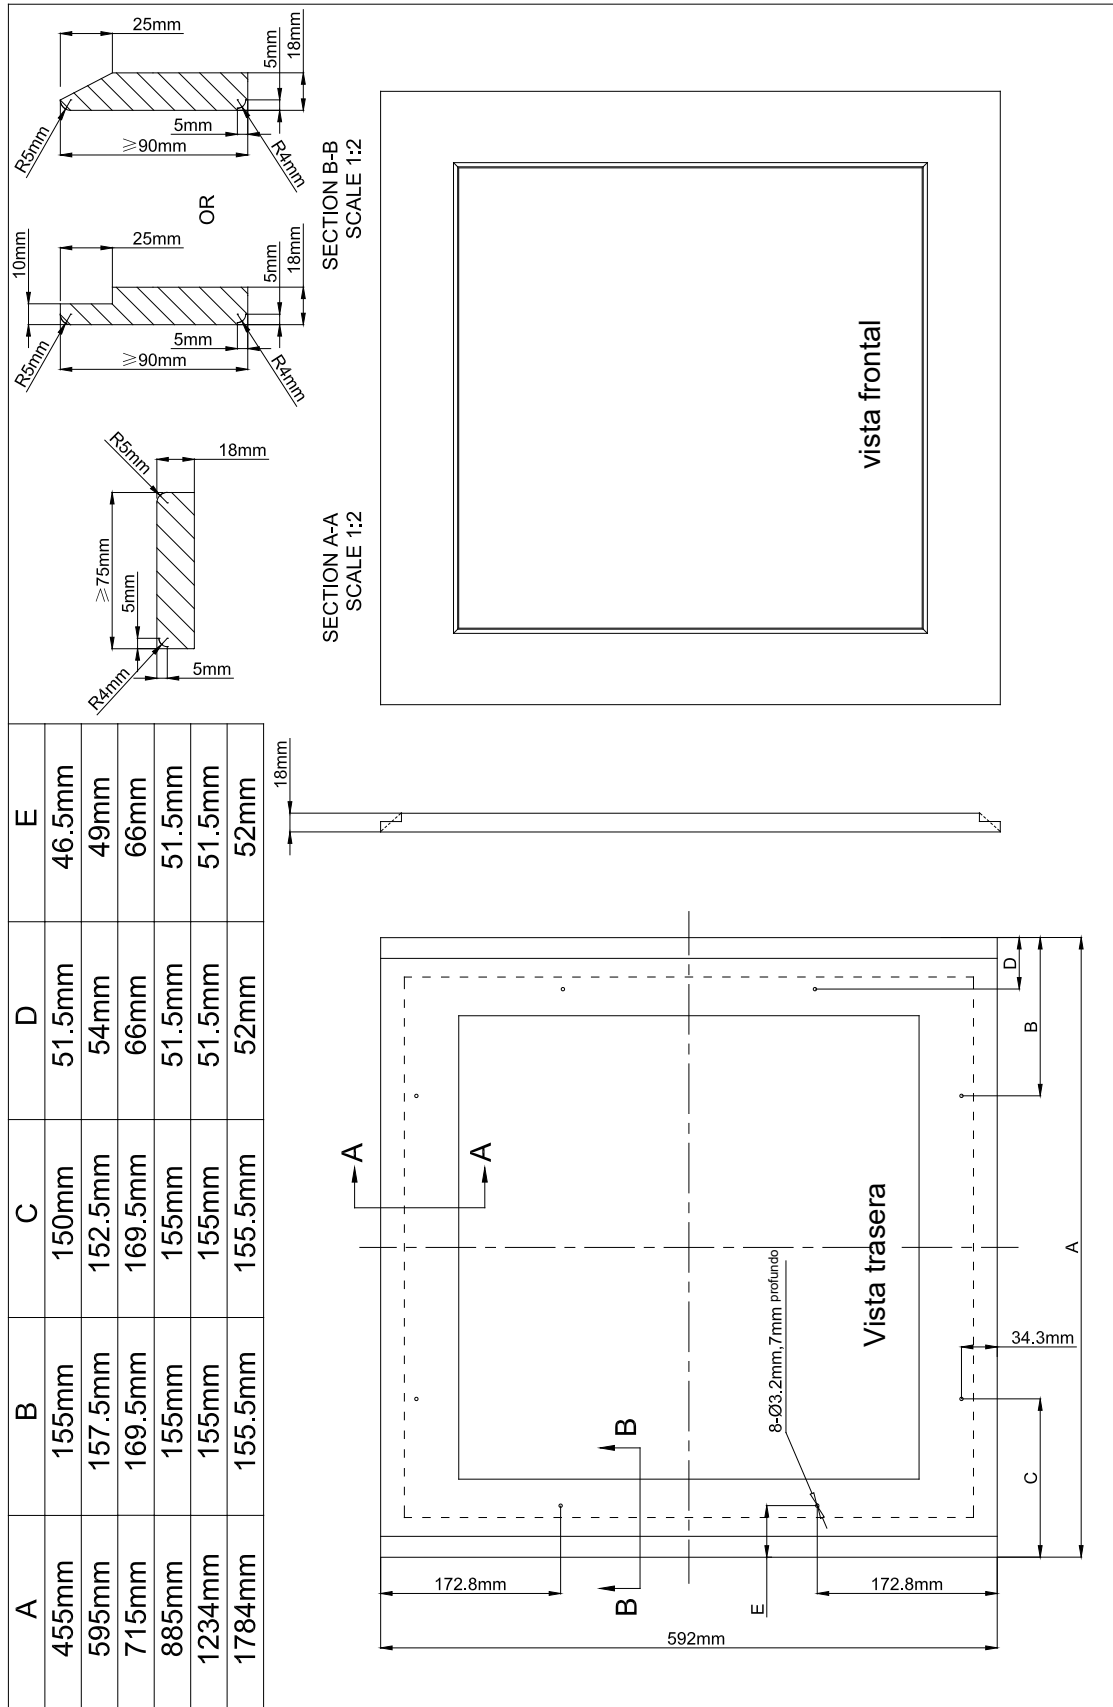 A B C D E
455mm 155mm 150mm 51.5mm 46.5mm
595mm 157.5mm 152.5mm 54mm 49mm
715mm 169.5mm 169.5mm 66mm 66mm
885mm 155mm 155mm 51.5mm 51.5mm
1234mm 155mm 155mm 51.5mm 51.5mm
1784mm 155.5mm 155.5mm 52mm 52mm
R4mm
5mm
5mm
≥75mm
R5mm
18mm
SECTION A-A
SCALE 1:2
10mm
25mm
R5mm
≥90mm
5mm
R4mm
5mm
18mm
OR
25mm
R5mm
≥90mm
5mm
R4mm
5mm
18mm
SECTION B-B
SCALE 1:2
592mm
172.8mm
172.8mm
B
B
E
8-Ø3.2mm,7mm profundo
A
A
Vista trasera
C
34.3mm
A
B
D
18mm
vista frontal